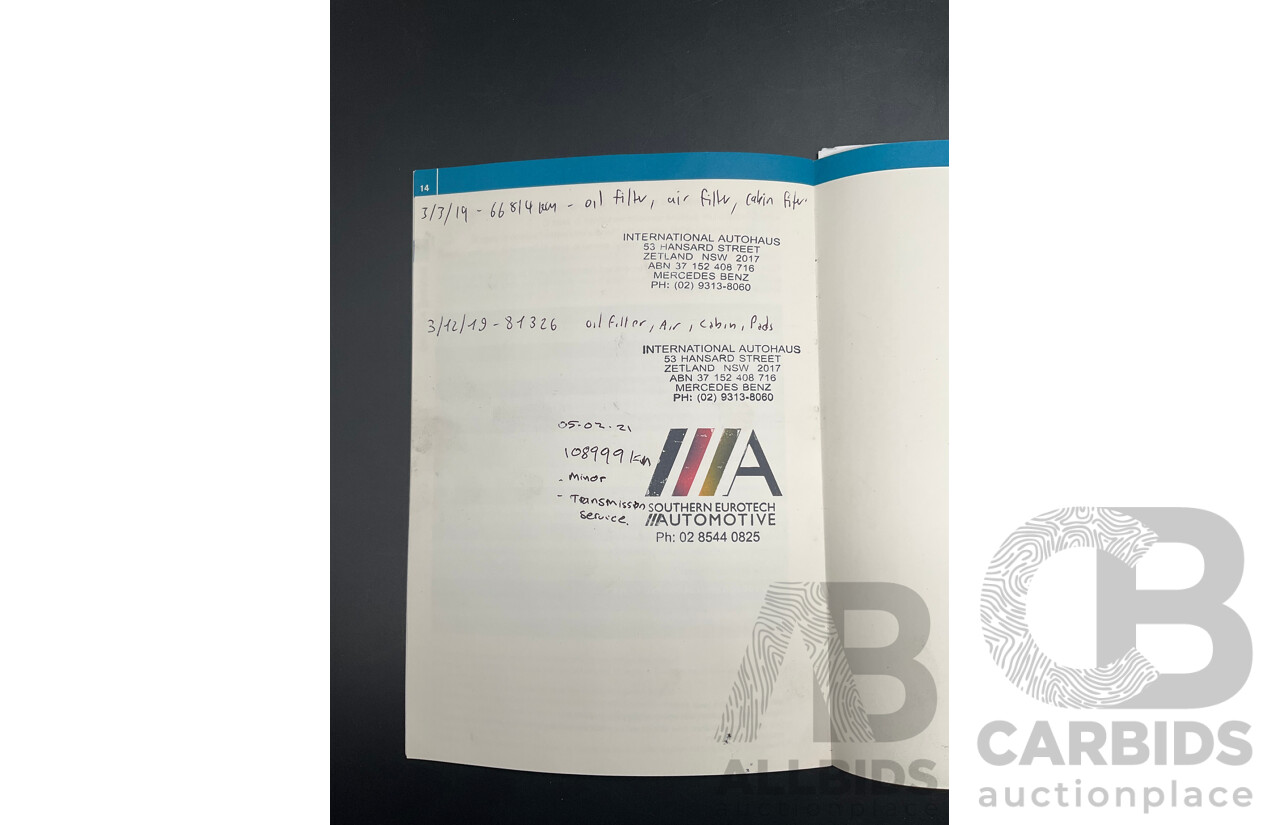 14
3/3/19 - 66814 km - oil filter, air filter, cabin filter.
INTERNATIONAL AUTOHAUS
53 HANSARD STREET
ZETLAND NSW 2017
ABN 37 152 408 716
MERCEDES BENZ
PH: (02) 9313-8060
3/12/19 - 81326 oil filter, Air, Cabin, Pads
INTERNATIONAL AUTOHAUS
53 HANSARD STREET
ZETLAND NSW 2017
ABN 37 152 408 716
MERCEDES BENZ
PH: (02) 9313-8060
05-02-21
108999 km
- minor
- Transmission
service.
A
SOUTHERN EUROTECH
//AUTOMOTIVE
Ph: 02 8544 0825
AB
ALLBIDS
auctionplace
CB
CARBIDS
auctionplace